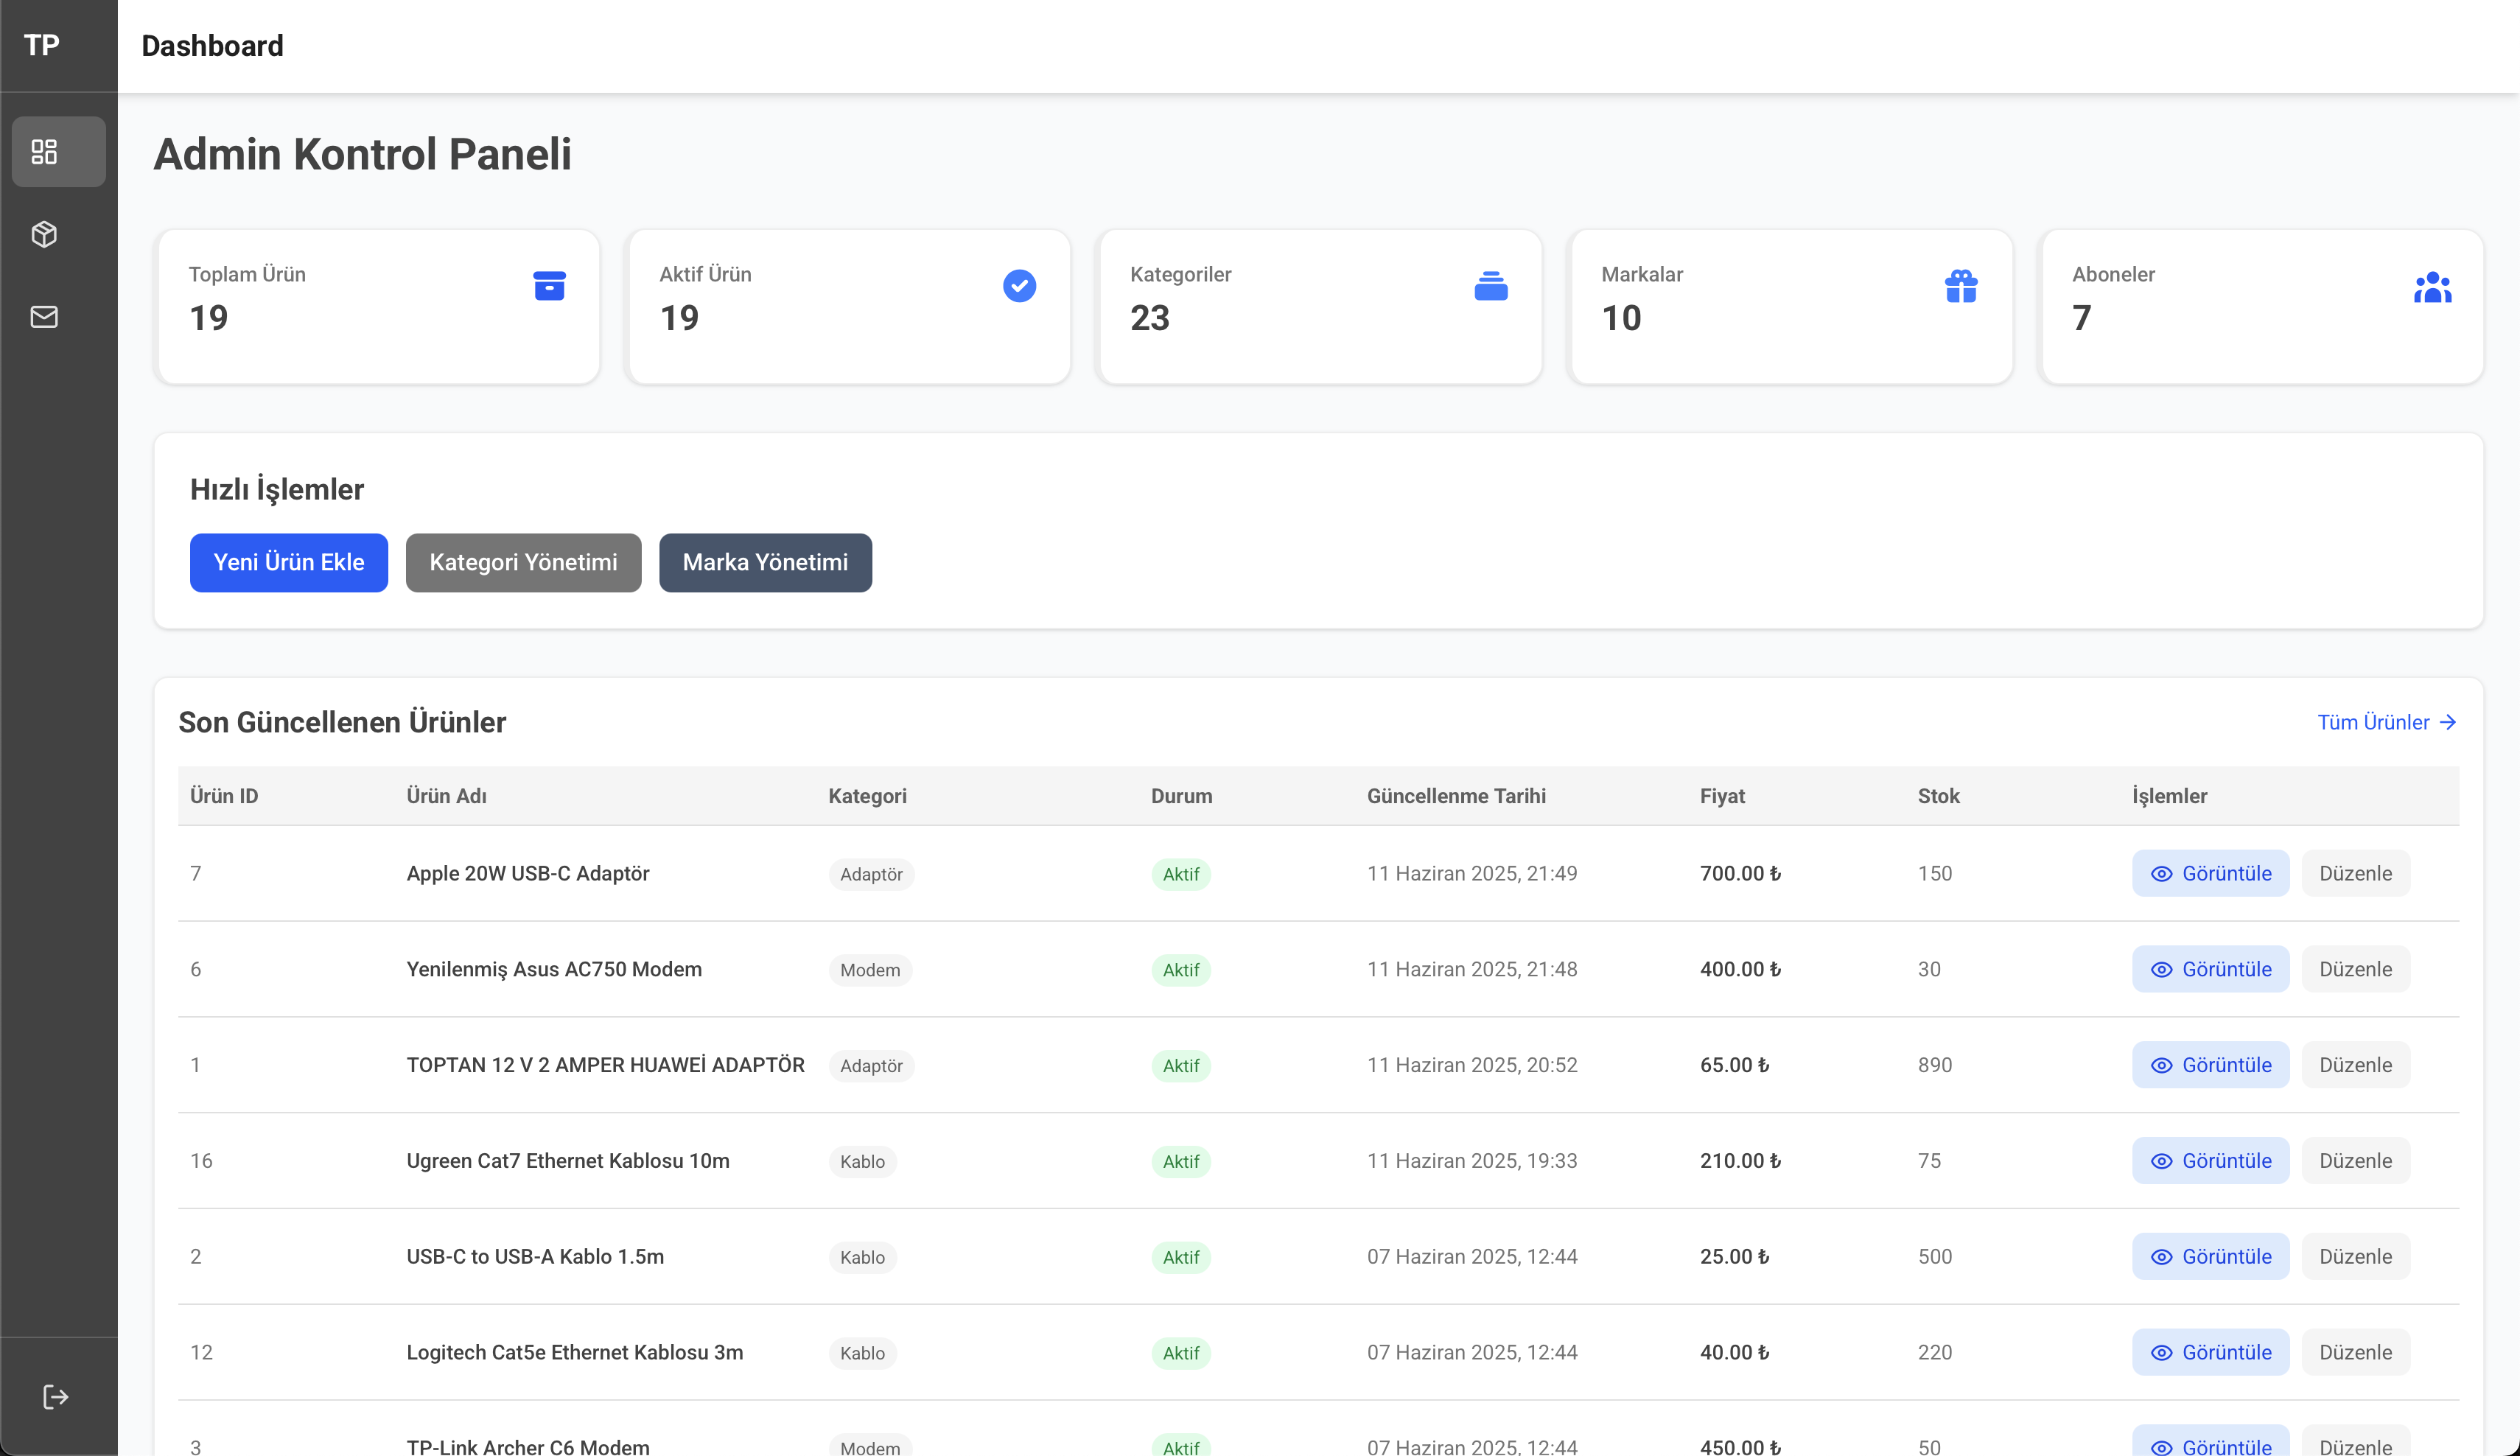 TP
Dashboard
Admin Kontrol Paneli
Toplam Ürün
19
Aktif Ürün
19
Kategoriler
23
Markalar
10
Aboneler
7
Hızlı İşlemler
Yeni Ürün Ekle Kategori Yönetimi Marka Yönetimi
Son Güncellenen Ürünler Tüm Ürünler →
Ürün ID Ürün Adı Kategori Durum Güncellenme Tarihi Fiyat Stok İşlemler
7 Apple 20W USB-C Adaptör Adaptör Aktif 11 Haziran 2025, 21:49 700.00 ₺ 150 Görüntüle Düzenle
6 Yenilenmiş Asus AC750 Modem Modem Aktif 11 Haziran 2025, 21:48 400.00 ₺ 30 Görüntüle Düzenle
1 TOPTAN 12 V 2 AMPER HUAWEİ ADAPTÖR Adaptör Aktif 11 Haziran 2025, 20:52 65.00 ₺ 890 Görüntüle Düzenle
16 Ugreen Cat7 Ethernet Kablosu 10m Kablo Aktif 11 Haziran 2025, 19:33 210.00 ₺ 75 Görüntüle Düzenle
2 USB-C to USB-A Kablo 1.5m Kablo Aktif 07 Haziran 2025, 12:44 25.00 ₺ 500 Görüntüle Düzenle
12 Logitech Cat5e Ethernet Kablosu 3m Kablo Aktif 07 Haziran 2025, 12:44 40.00 ₺ 220 Görüntüle Düzenle
3 TP-Link Archer C6 Modem Modem Aktif 07 Haziran 2025, 12:44 450.00 ₺ 50 Görüntüle Düzenle